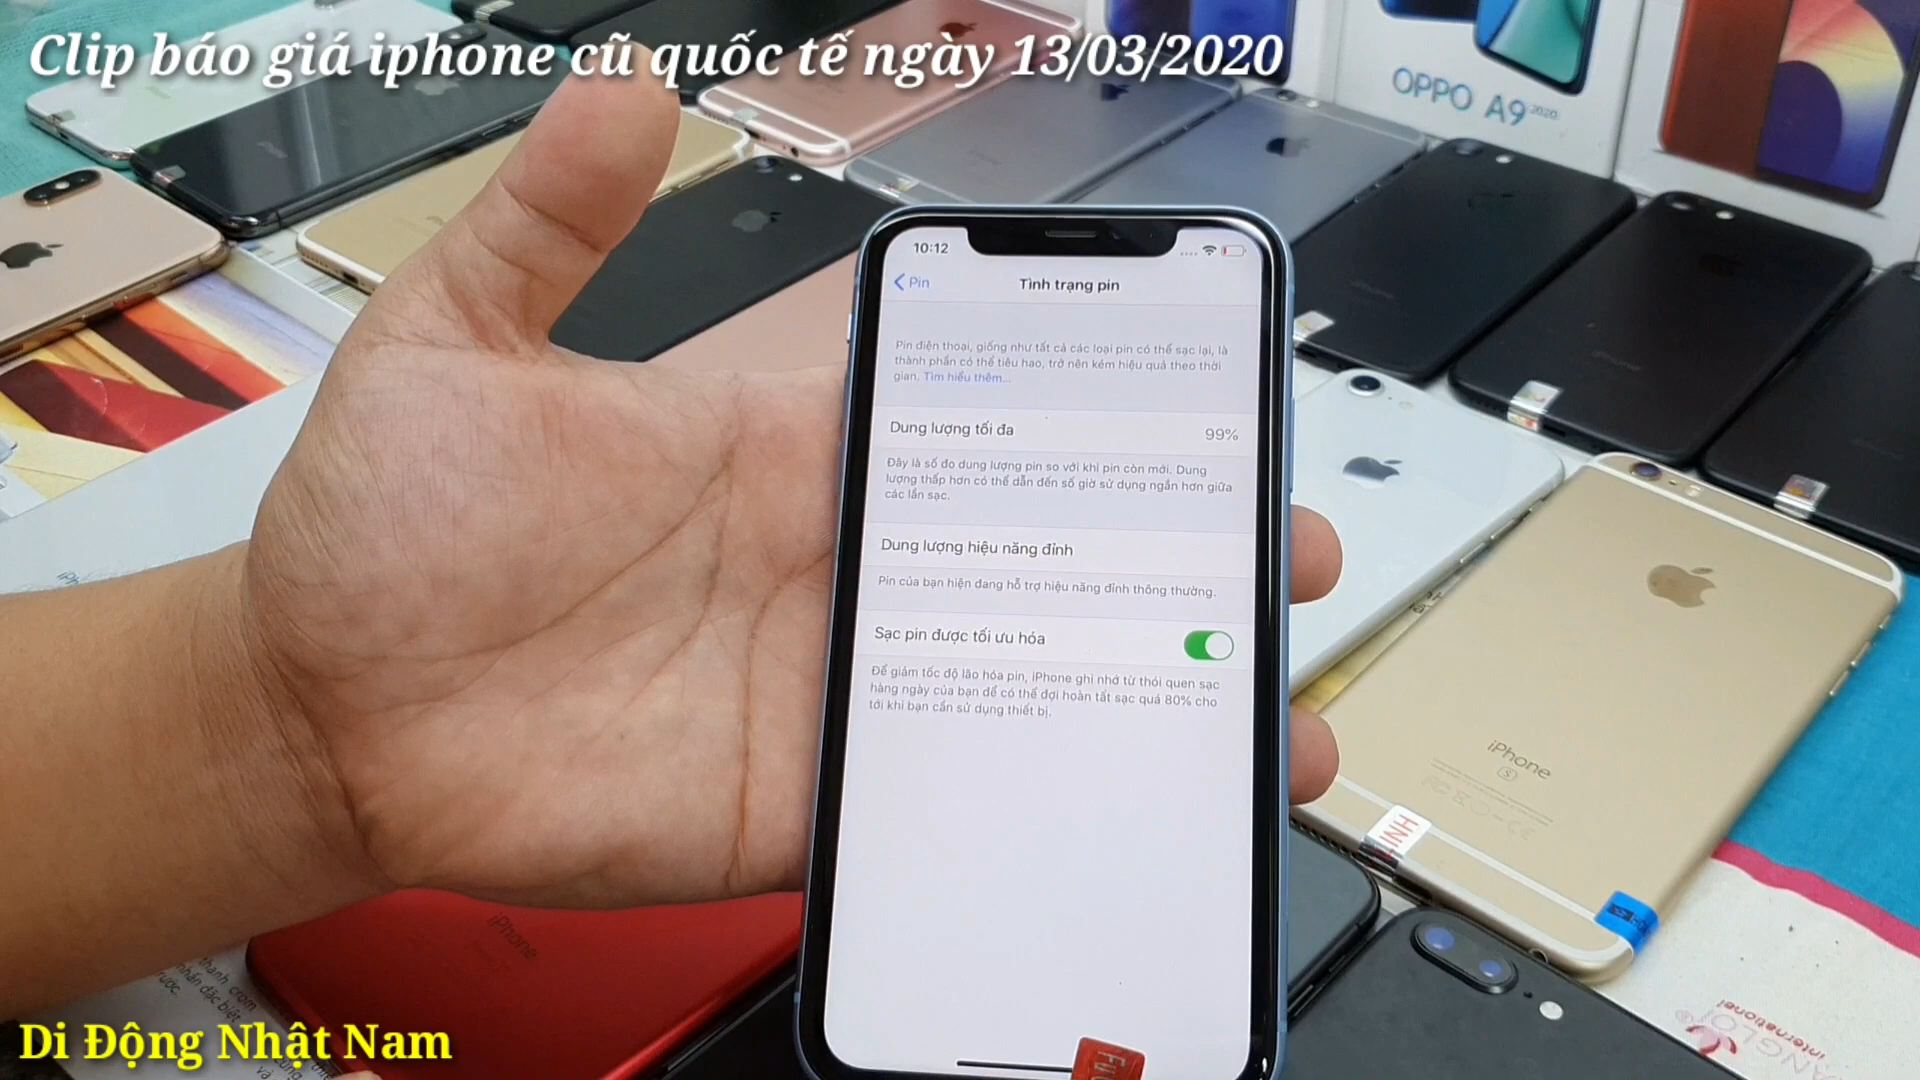 Clip báo giá iphone cũ quốc tế ngày 13/03/2020
OPPO A9 2020
10:12
Pin
Tình trạng pin
Pin điện thoại, giống như tất cả các loại pin có thể sạc lại, là
thành phần có thể tiêu hao, trở nên kém hiệu quả theo thời
gian. Tìm hiểu thêm...
Dung lượng tối đa
99%
Đây là số đo dung lượng pin so với khi pin còn mới. Dung
lượng thấp hơn có thể dẫn đến số giờ sử dụng ngắn hơn giữa
các lần sạc.
Dung lượng hiệu năng đỉnh
Pin của bạn hiện đang hỗ trợ hiệu năng đỉnh thông thường.
Sạc pin được tối ưu hóa
Để giảm tốc độ lão hóa pin, iPhone ghi nhớ từ thói quen sạc
hàng ngày của bạn để có thể đợi hoàn tất sạc quá 80% cho
tới khi bạn cần sử dụng thiết bị.
iPhone
S
iPhone
thanh crom
nhấn đặc biệt
trước.
international
Di Động Nhật Nam